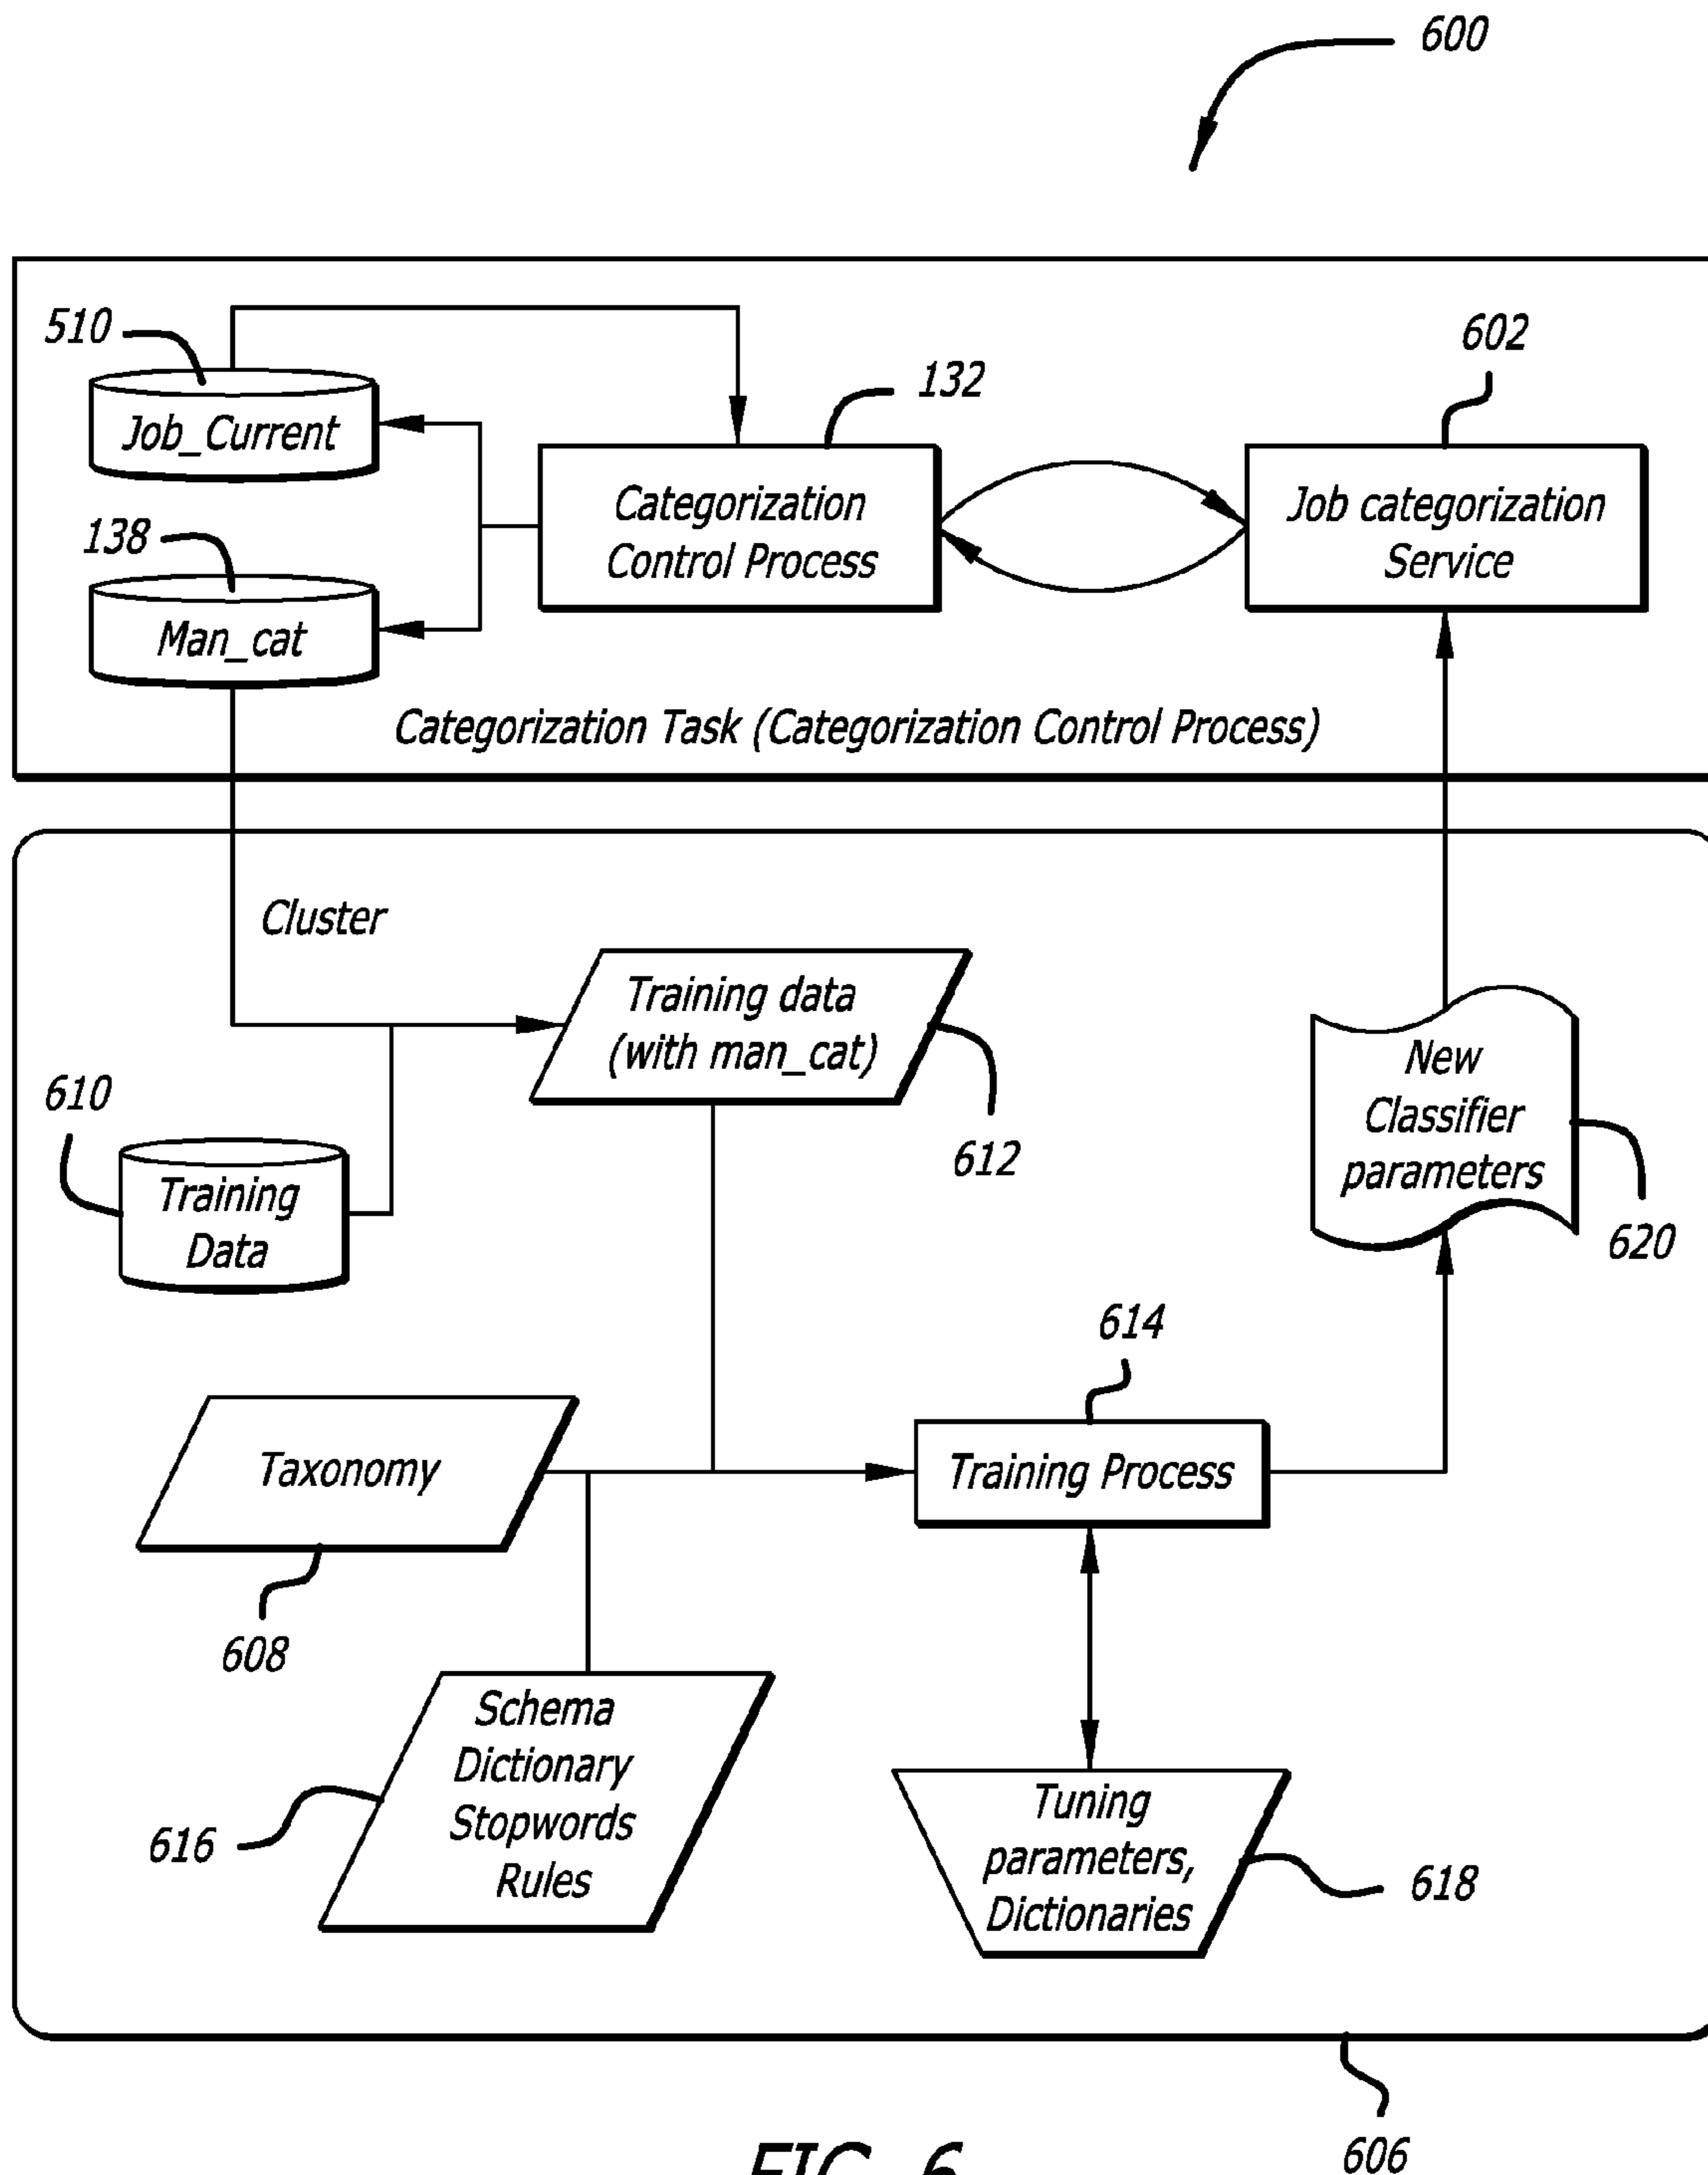 600
510
Job_Current
132
602
Categorization
Control Process
Job categorization
Service
138
Man_cat
Categorization Task (Categorization Control Process)
Cluster
Training data
(with man_cat)
612
610
Training
Data
New
Classifier
parameters
620
614
Taxonomy
Training Process
608
Schema
Dictionary
Stopwords
Rules
616
Tuning
parameters,
Dictionaries
618
606
FIG. 6